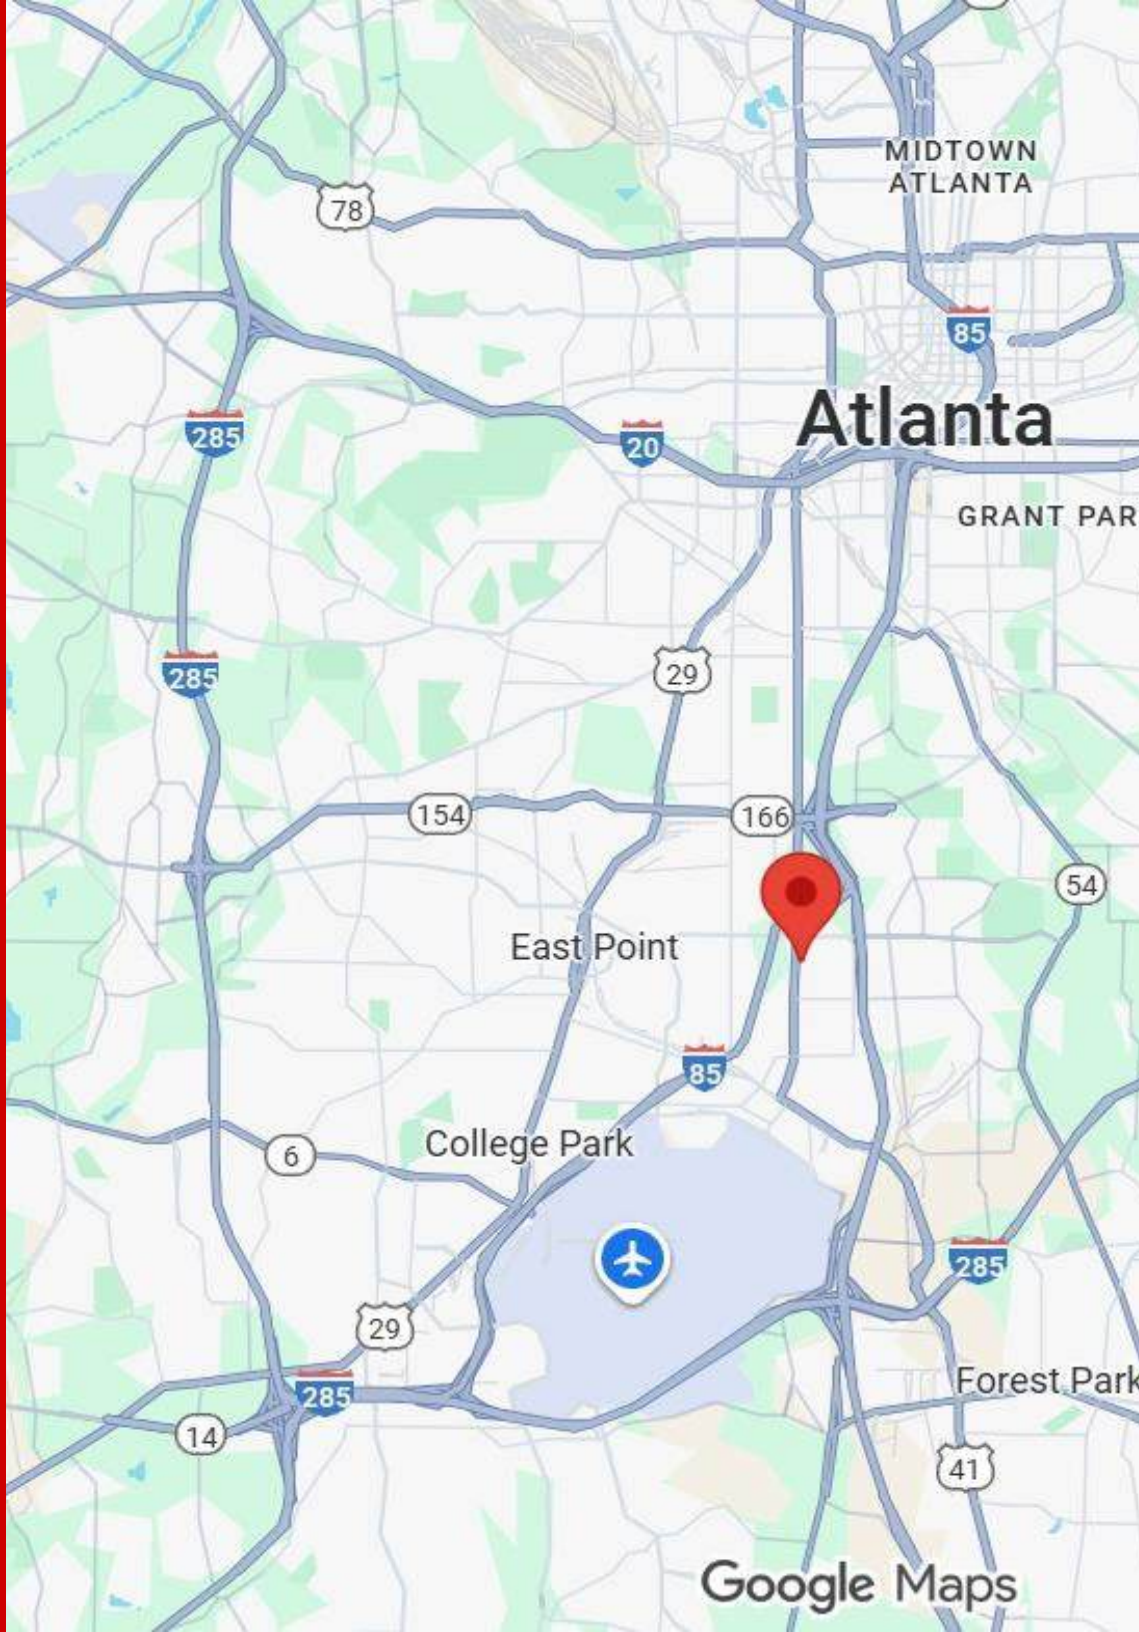 MIDTOWN
ATLANTA
78
85
Atlanta
285
20
GRANT PAR
29
285
154
166
54
East Point
85
College Park
6
285
29
Forest Park
285
14
41
Google Maps